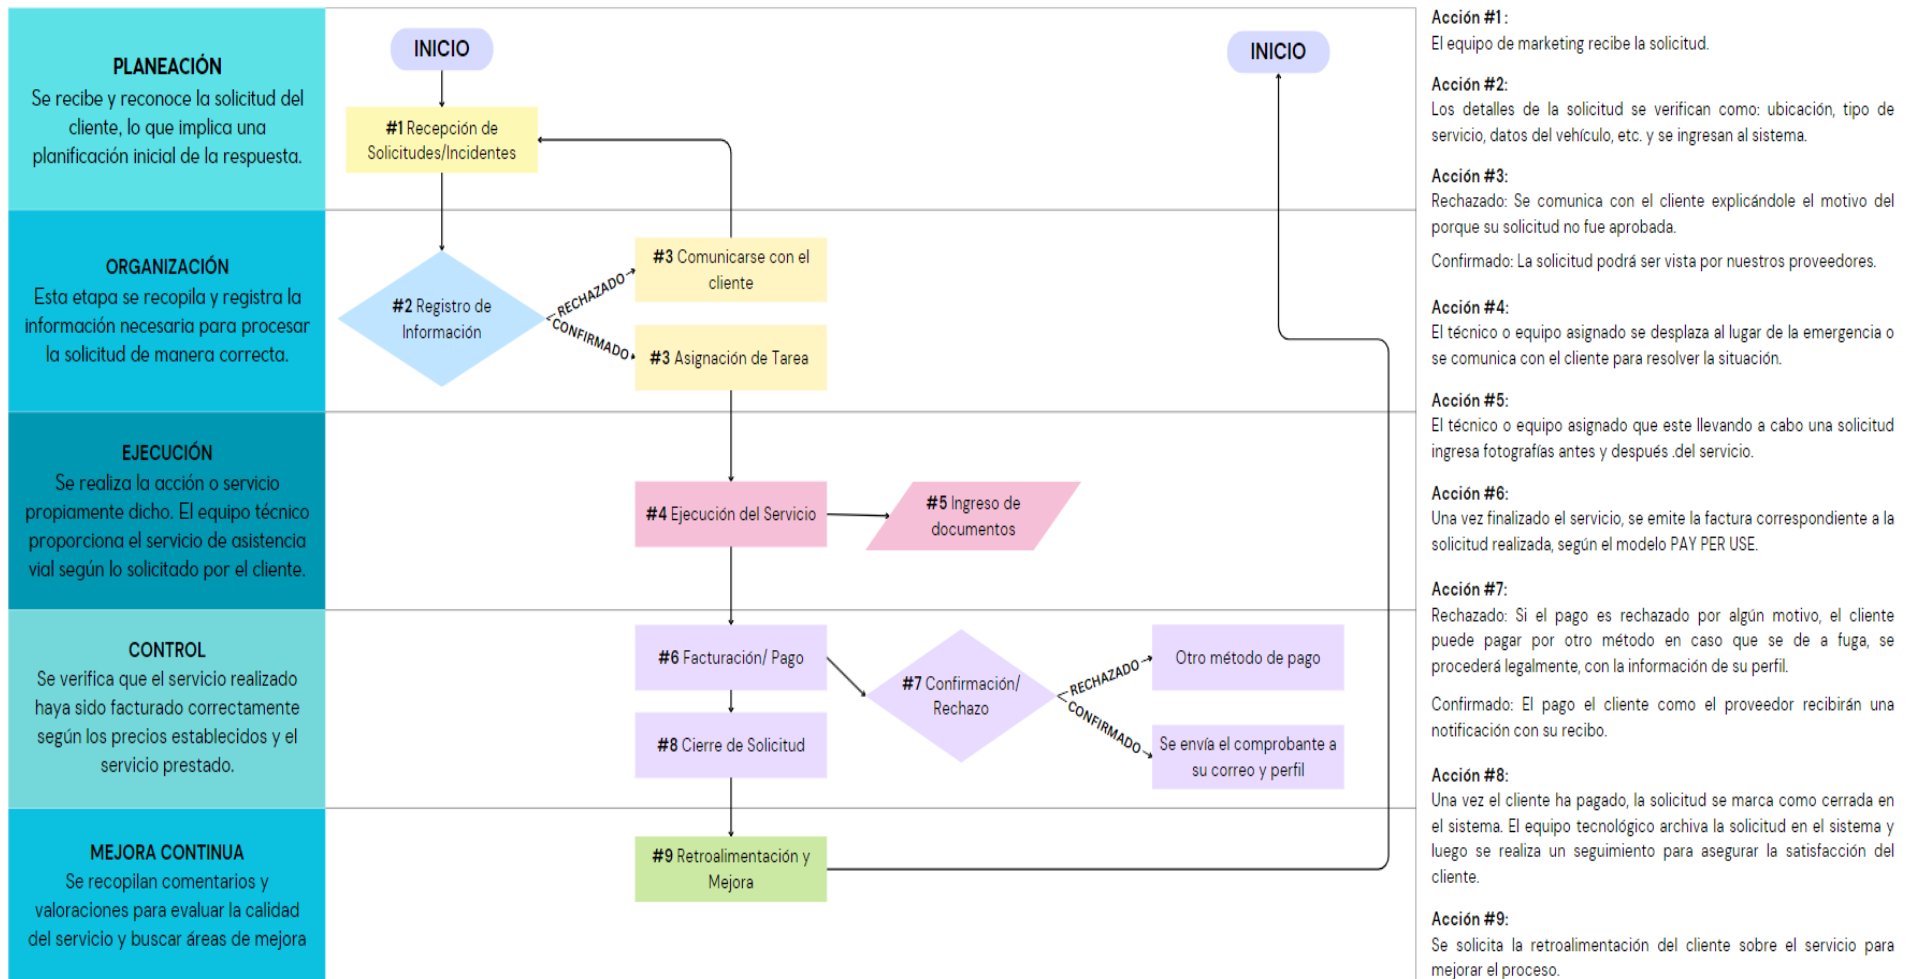 PLANEACIÓN
Se recibe y reconoce la solicitud del
cliente, lo que implica una
planificación inicial de la respuesta.
INICIO
#1 Recepción de
Solicitudes/Incidentes
INICIO
ORGANIZACIÓN
Esta etapa se recopila y registra la
información necesaria para procesar
la solicitud de manera correcta.
#2 Registro de
Información
RECHAZADO
CONFIRMADO
#3 Comunicarse con el
cliente
#3 Asignación de Tarea
EJECUCIÓN
Se realiza la acción o servicio
propiamente dicho. El equipo técnico
proporciona el servicio de asistencia
vial según lo solicitado por el cliente.
#4 Ejecución del Servicio
#5 Ingreso de
documentos
CONTROL
Se verifica que el servicio realizado
haya sido facturado correctamente
según los precios establecidos y el
servicio prestado.
#6 Facturación/ Pago
#7 Confirmación/
Rechazo
RECHAZADO
CONFIRMADO
Otro método de pago
Se envía el comprobante a
su correo y perfil
#8 Cierre de Solicitud
MEJORA CONTINUA
Se recopilan comentarios y
valoraciones para evaluar la calidad
del servicio y buscar áreas de mejora
#9 Retroalimentación y
Mejora
Acción #1:
El equipo de marketing recibe la solicitud.
Acción #2:
Los detalles de la solicitud se verifican como: ubicación, tipo de
servicio, datos del vehículo, etc. y se ingresan al sistema.
Acción #3:
Rechazado: Se comunica con el cliente explicándole el motivo del
porque su solicitud no fue aprobada.
Confirmado: La solicitud podrá ser vista por nuestros proveedores.
Acción #4:
El técnico o equipo asignado se desplaza al lugar de la emergencia o
se comunica con el cliente para resolver la situación.
Acción #5:
El técnico o equipo asignado que este llevando a cabo una solicitud
ingresa fotografías antes y después .del servicio.
Acción #6:
Una vez finalizado el servicio, se emite la factura correspondiente a la
solicitud realizada, según el modelo PAY PER USE.
Acción #7:
Rechazado: Si el pago es rechazado por algún motivo, el cliente
puede pagar por otro método en caso que se de a fuga, se
procederá legalmente, con la información de su perfil.
Confirmado: El pago el cliente como el proveedor recibirán una
notificación con su recibo.
Acción #8:
Una vez el cliente ha pagado, la solicitud se marca como cerrada en
el sistema. El equipo tecnológico archiva la solicitud en el sistema y
luego se realiza un seguimiento para asegurar la satisfacción del
cliente.
Acción #9:
Se solicita la retroalimentación del cliente sobre el servicio para
mejorar el proceso.